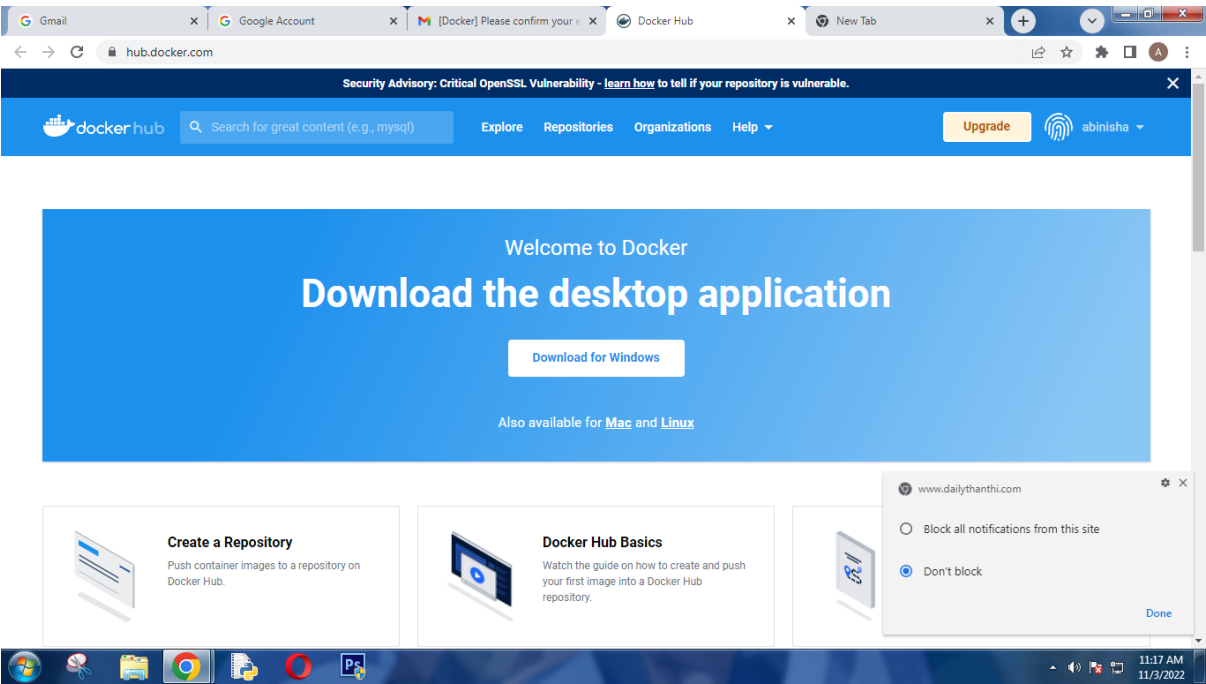 Gmail
Google Account
[Docker] Please confirm your e
Docker Hub
New Tab
hub.docker.com
A
Security Advisory: Critical OpenSSL Vulnerability - learn how to tell if your repository is vulnerable.
docker hub
Search for great content (e.g., mysql)
Explore
Repositories
Organizations
Help
Upgrade
abinisha
Welcome to Docker
Download the desktop application
Download for Windows
Also available for Mac and Linux
Create a Repository
Push container images to a repository on
Docker Hub.
Docker Hub Basics
Watch the guide on how to create and push
your first image into a Docker Hub
repository.
www.dailythanthi.com
Block all notifications from this site
Don't block
Done
Ps
11:17 AM
11/3/2022